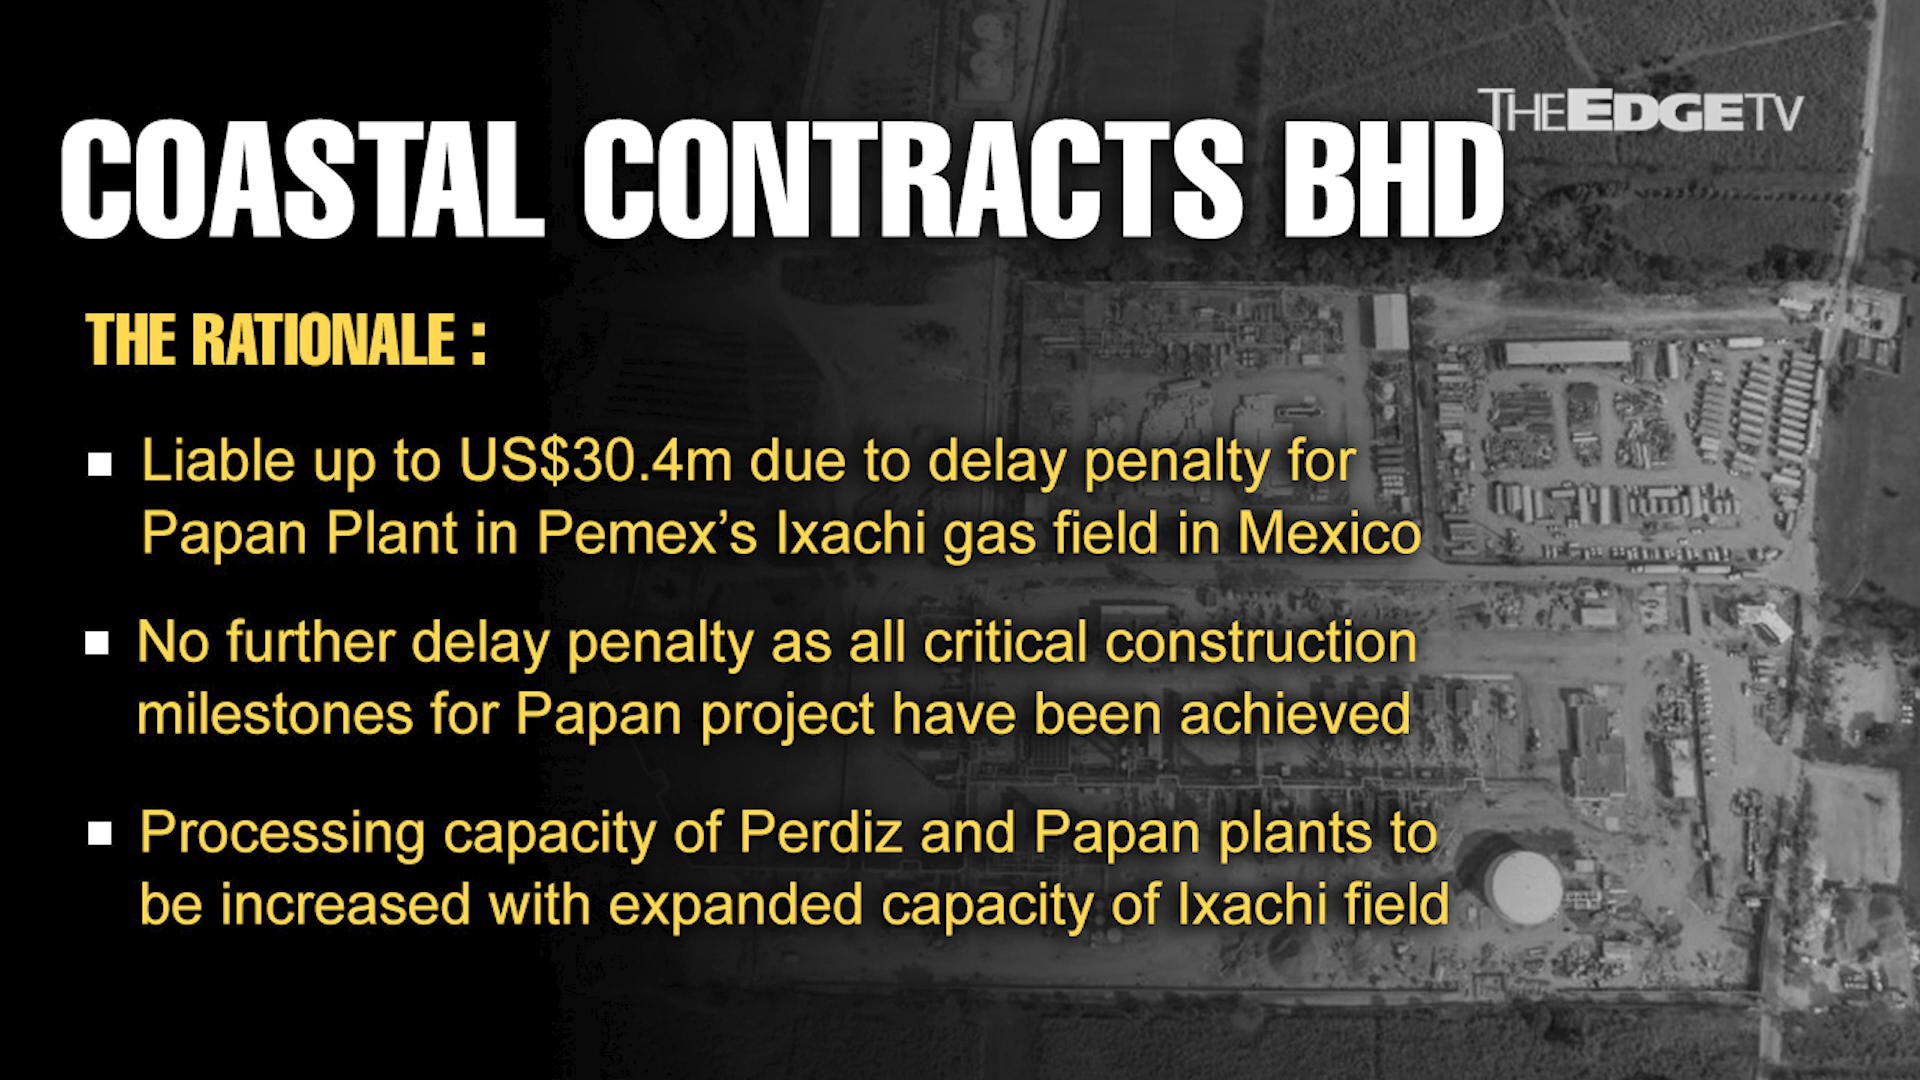 THEEDGETV
COASTAL CONTRACTS BHD
THE RATIONALE :
Liable up to US$30.4m due to delay penalty for
Papan Plant in Pemex’s Ixachi gas field in Mexico
No further delay penalty as all critical construction
milestones for Papan project have been achieved
Processing capacity of Perdiz and Papan plants to
be increased with expanded capacity of Ixachi field